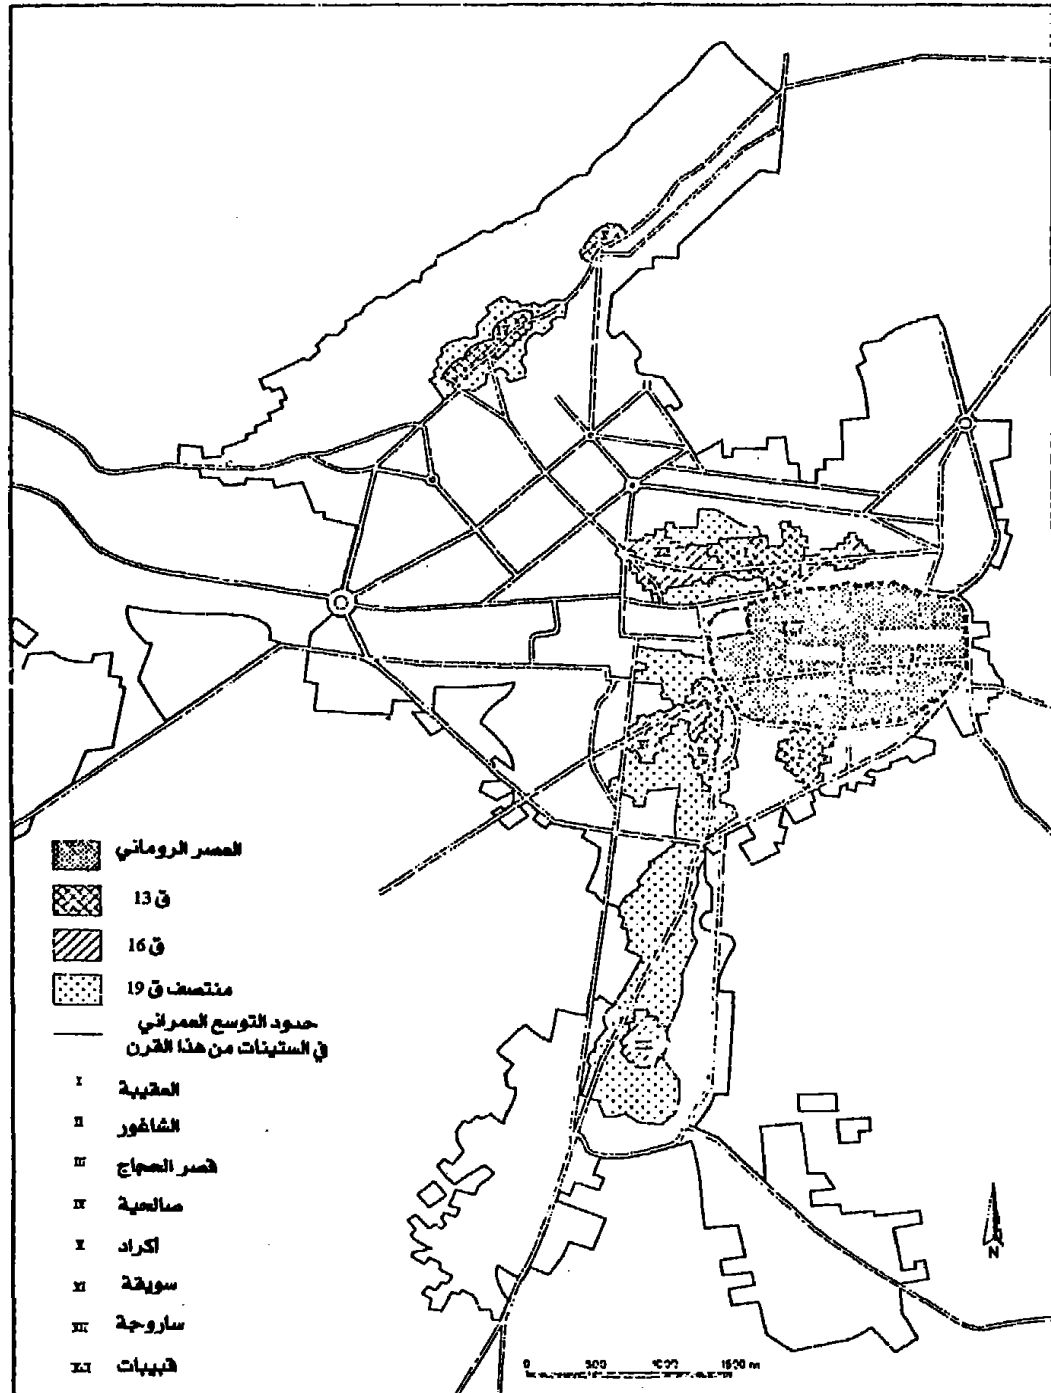 العصر الروماني
ق 13
ق 16
منتصف ق 19
حدود التوسع العمراني
في الستينات من هذا القرن
I العقيبة
II الشاغور
III قصر الحجاج
IV صالحية
V أكراد
VI سويقة
VII ساروجة
VIII قبيبات
N
0 500 1000 1500 m